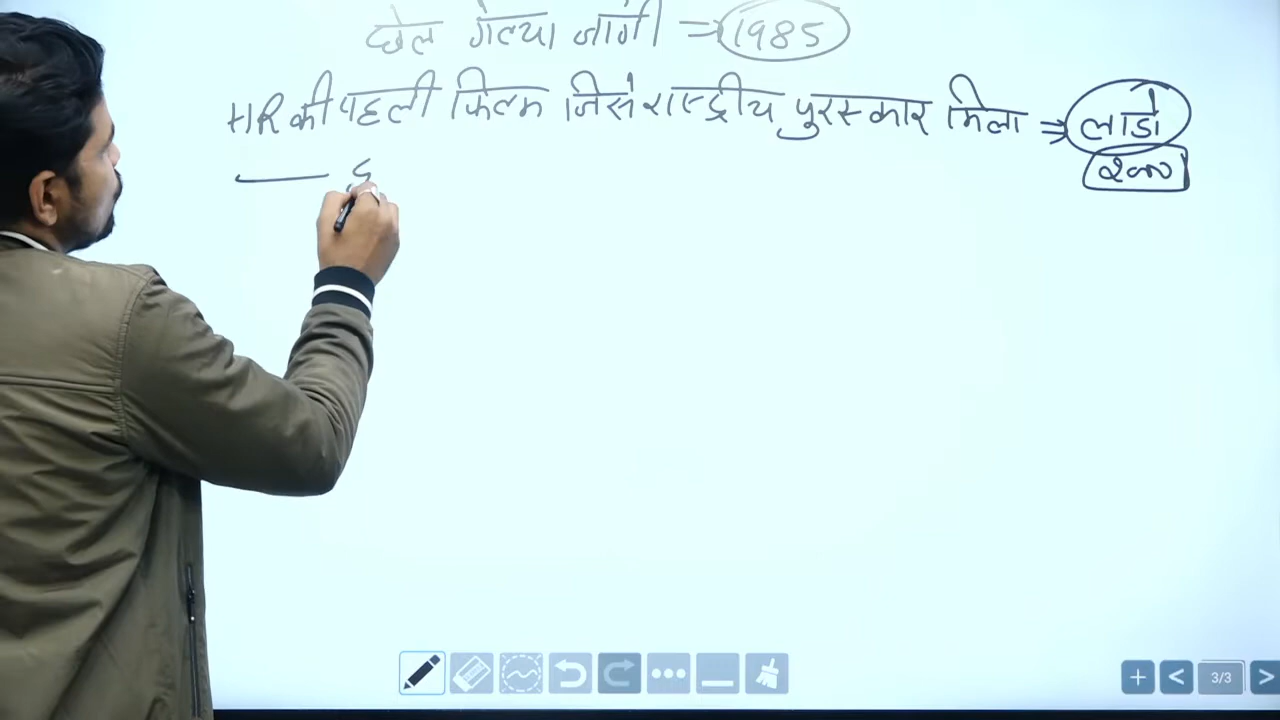 छैल गेल्या जांगी ⇒ 1985
HR की पहली फिल्म जिसे राष्ट्रीय पुरस्कार मिला ⇒ लाडो
2000
3/3